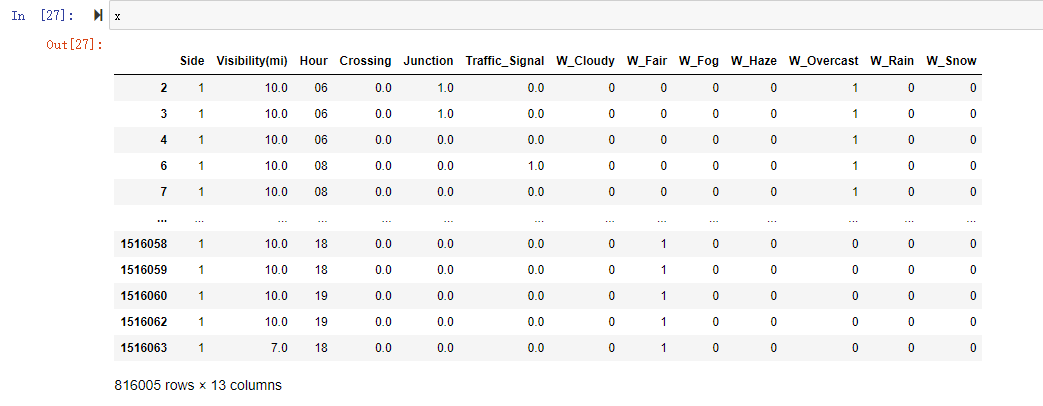 In [27]: x
Out[27]:
Side Visibility(mi) Hour Crossing Junction Traffic_Signal W_Cloudy W_Fair W_Fog W_Haze W_Overcast W_Rain W_Snow
2 1 10.0 06 0.0 1.0 0.0 0 0 0 0 1 0 0
3 1 10.0 06 0.0 1.0 0.0 0 0 0 0 1 0 0
4 1 10.0 06 0.0 0.0 0.0 0 0 0 0 1 0 0
6 1 10.0 08 0.0 0.0 1.0 0 0 0 0 1 0 0
7 1 10.0 08 0.0 0.0 0.0 0 0 0 0 1 0 0
... ... ... ... ... ... ... ... ... ... ... ... ... ...
1516058 1 10.0 18 0.0 0.0 0.0 0 1 0 0 0 0 0
1516059 1 10.0 18 0.0 0.0 0.0 0 1 0 0 0 0 0
1516060 1 10.0 19 0.0 0.0 0.0 0 1 0 0 0 0 0
1516062 1 10.0 19 0.0 0.0 0.0 0 1 0 0 0 0 0
1516063 1 7.0 18 0.0 0.0 0.0 0 1 0 0 0 0 0
816005 rows × 13 columns